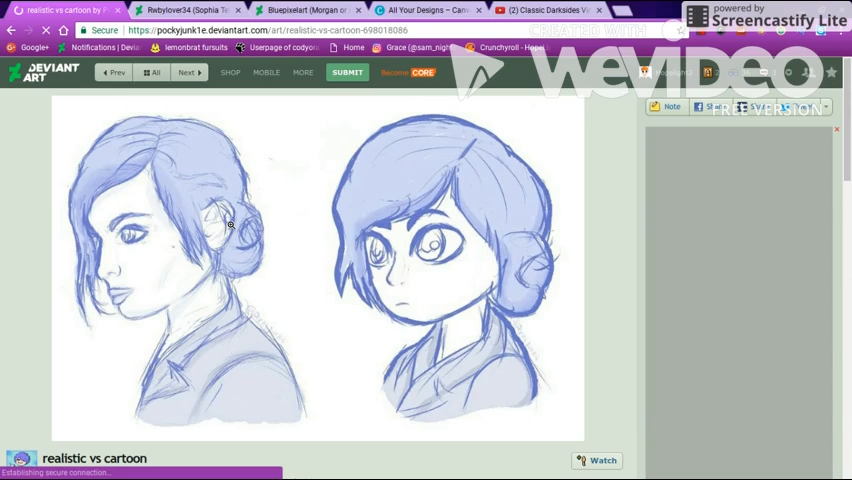 powered by
Screencastify Lite
realistic vs cartoon by P
Rwbylover34 (Sophia Te
Bluepixelart (Morgan or
All Your Designs – Canv
(2) Classic Darksides Vi
Secure
https://pockyjunk1e.deviantart.com/art/realistic-vs-cartoon-698018086
CREATED WITH
WEVIDEO
FREE VERSION
Google+
Notifications | Devia
lemonbrat fursuits
Userpage of codyora
Home
Grace (@sam_nigh
Crunchyroll - Hope
DEVIANT
ART
Prev
All
Next
SHOP
MOBILE
MORE
SUBMIT
Become CORE
Note
realistic vs cartoon
Watch
Establishing secure connection...